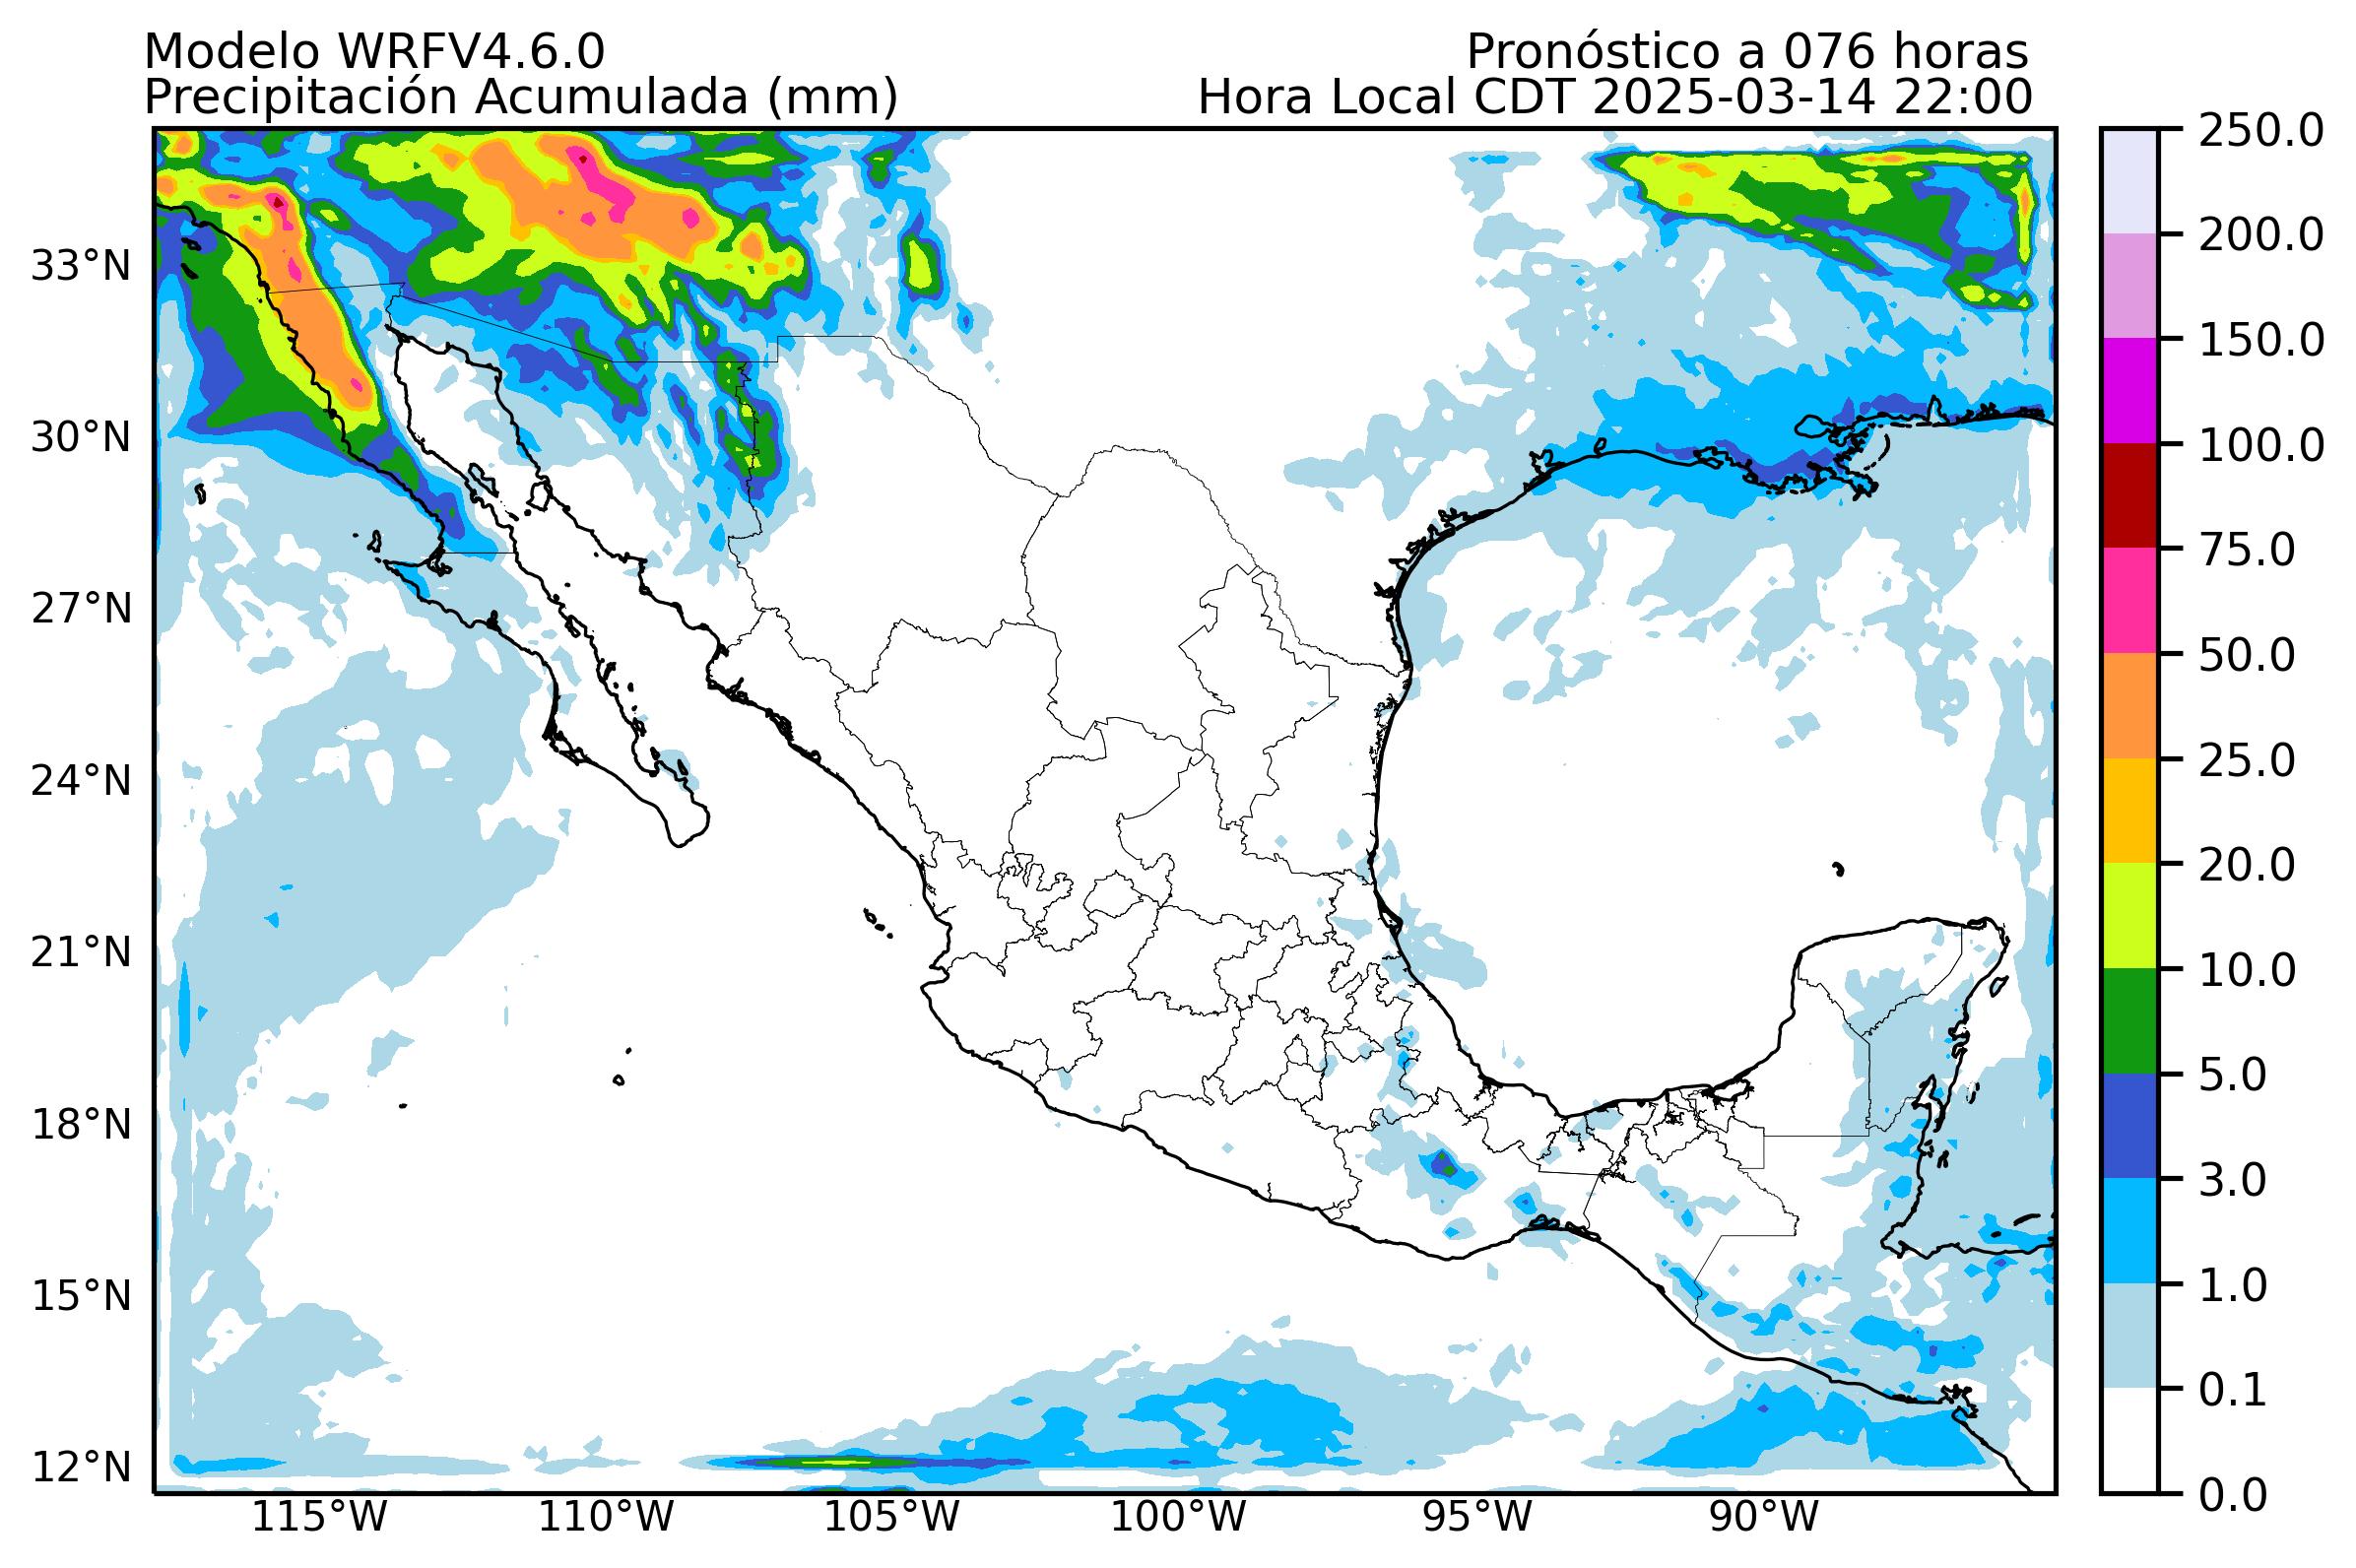 Modelo WRFV4.6.0
Pronóstico a 076 horas
Precipitación Acumulada (mm)
Hora Local CDT 2025-03-14 22:00
33°N
30°N
27°N
24°N
21°N
18°N
15°N
12°N
115°W
110°W
105°W
100°W
95°W
90°W
250.0
200.0
150.0
100.0
75.0
50.0
25.0
20.0
10.0
5.0
3.0
1.0
0.1
0.0